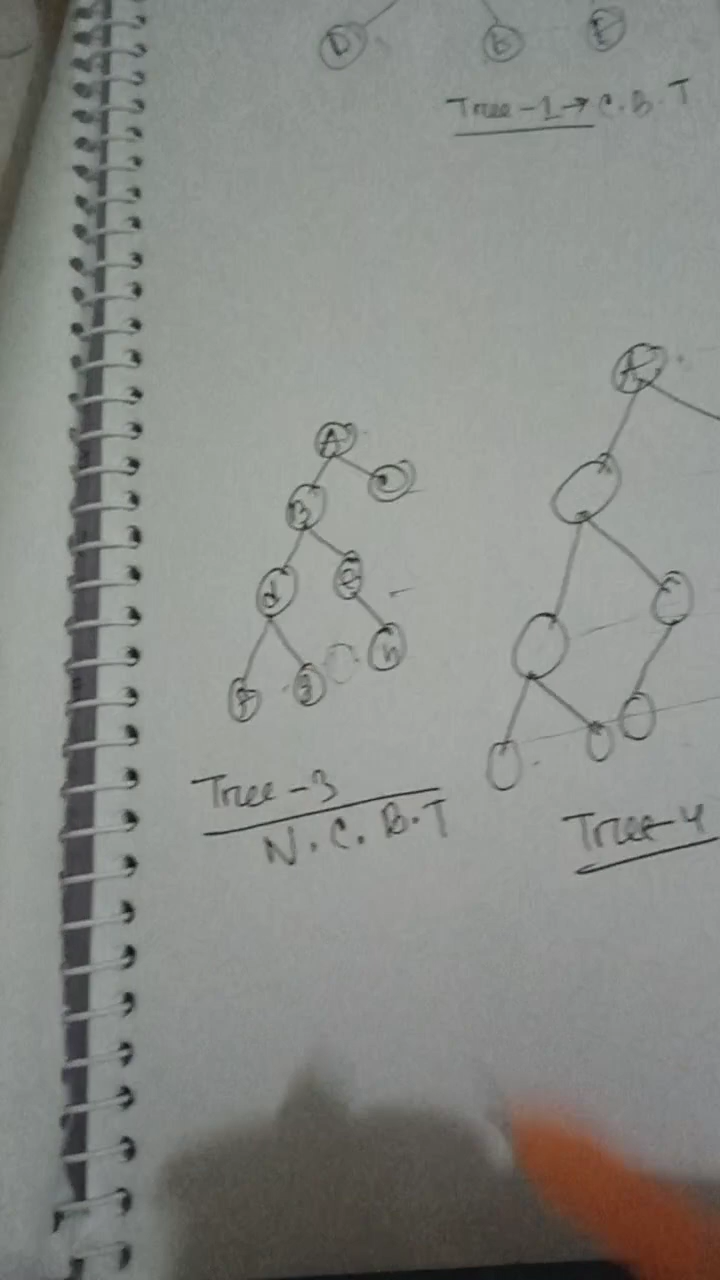 D E F
Tree-1→C.B.T
A
A
B
d e
h
f g
Tree-3
N.C.B.T
Tree-4